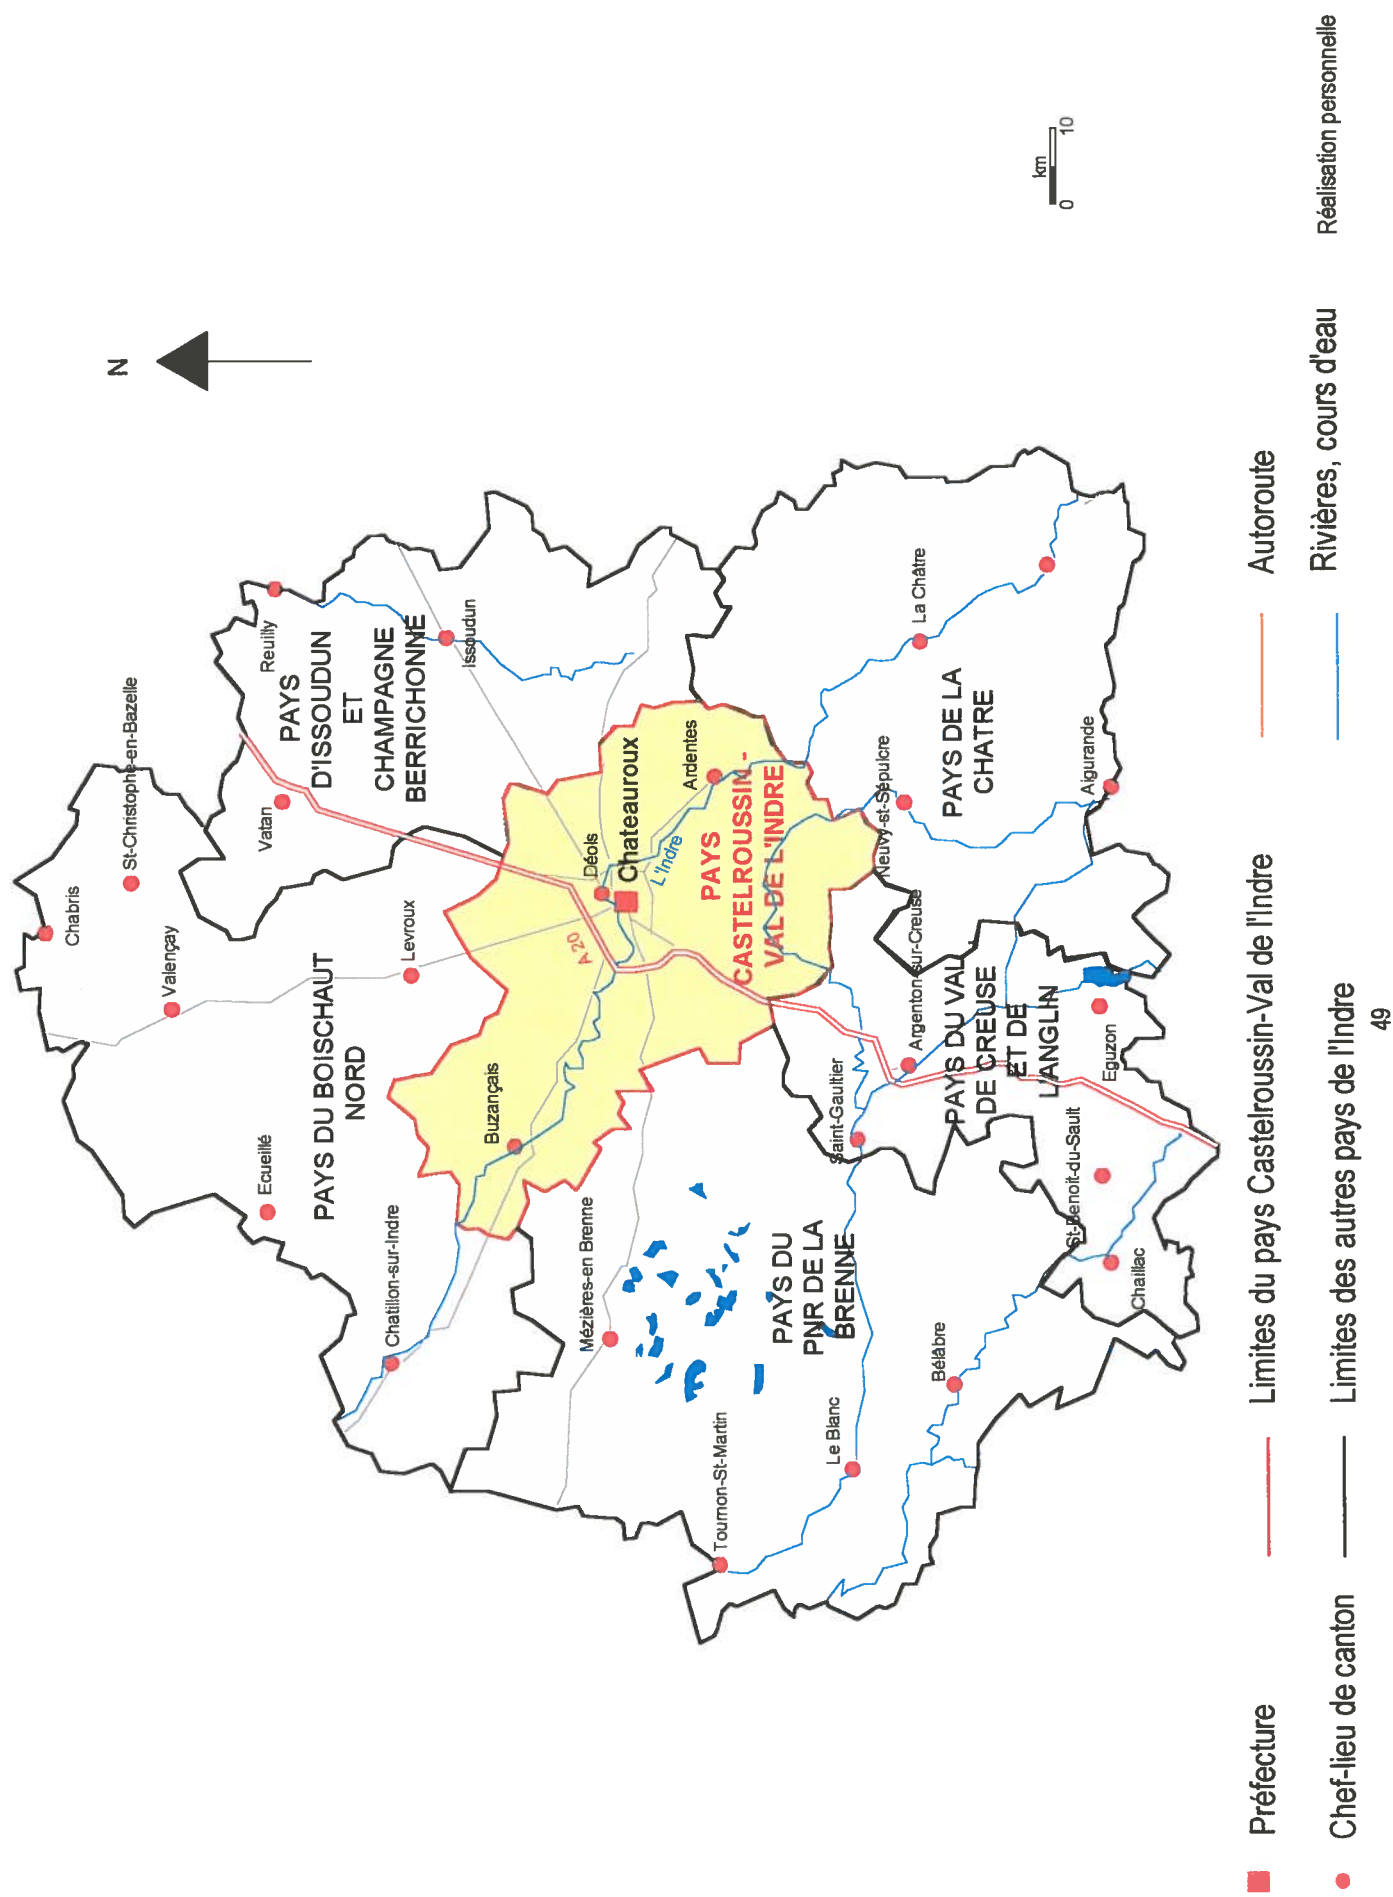 N
Chabris
St-Christophe-en-Bazelle
Valençay
Reuilly
Vatan
PAYS
D'ISSOUDUN
ET
CHAMPAGNE
BERRICHONNE
Issoudun
Ecueillé
PAYS DU BOISCHAUT
NORD
Levroux
Chatillon-sur-Indre
Buzançais
A 20
Déols
Chateauroux
L'Indre
Ardentes
PAYS
CASTELROUSSIN -
VAL DE L'INDRE
Mézières-en Brenne
PAYS DU
PNR DE LA
BRENNE
Tournon-St-Martin
Le Blanc
Saint-Gaultier
Bélâbre
Argenton-sur-Creuse
Neuvy-st-Sépulcre
La Châtre
PAYS DE LA
CHATRE
Aigurande
PAYS DU VAL
DE CREUSE
ET DE
L'ANGLIN
Eguzon
St-Benoit-du-Sault
Chaillac
km
0 10
Préfecture
Limites du pays Castelroussin-Val de l'Indre
Autoroute
Chef-lieu de canton
Limites des autres pays de l'Indre
Rivières, cours d'eau
Réalisation personnelle
49